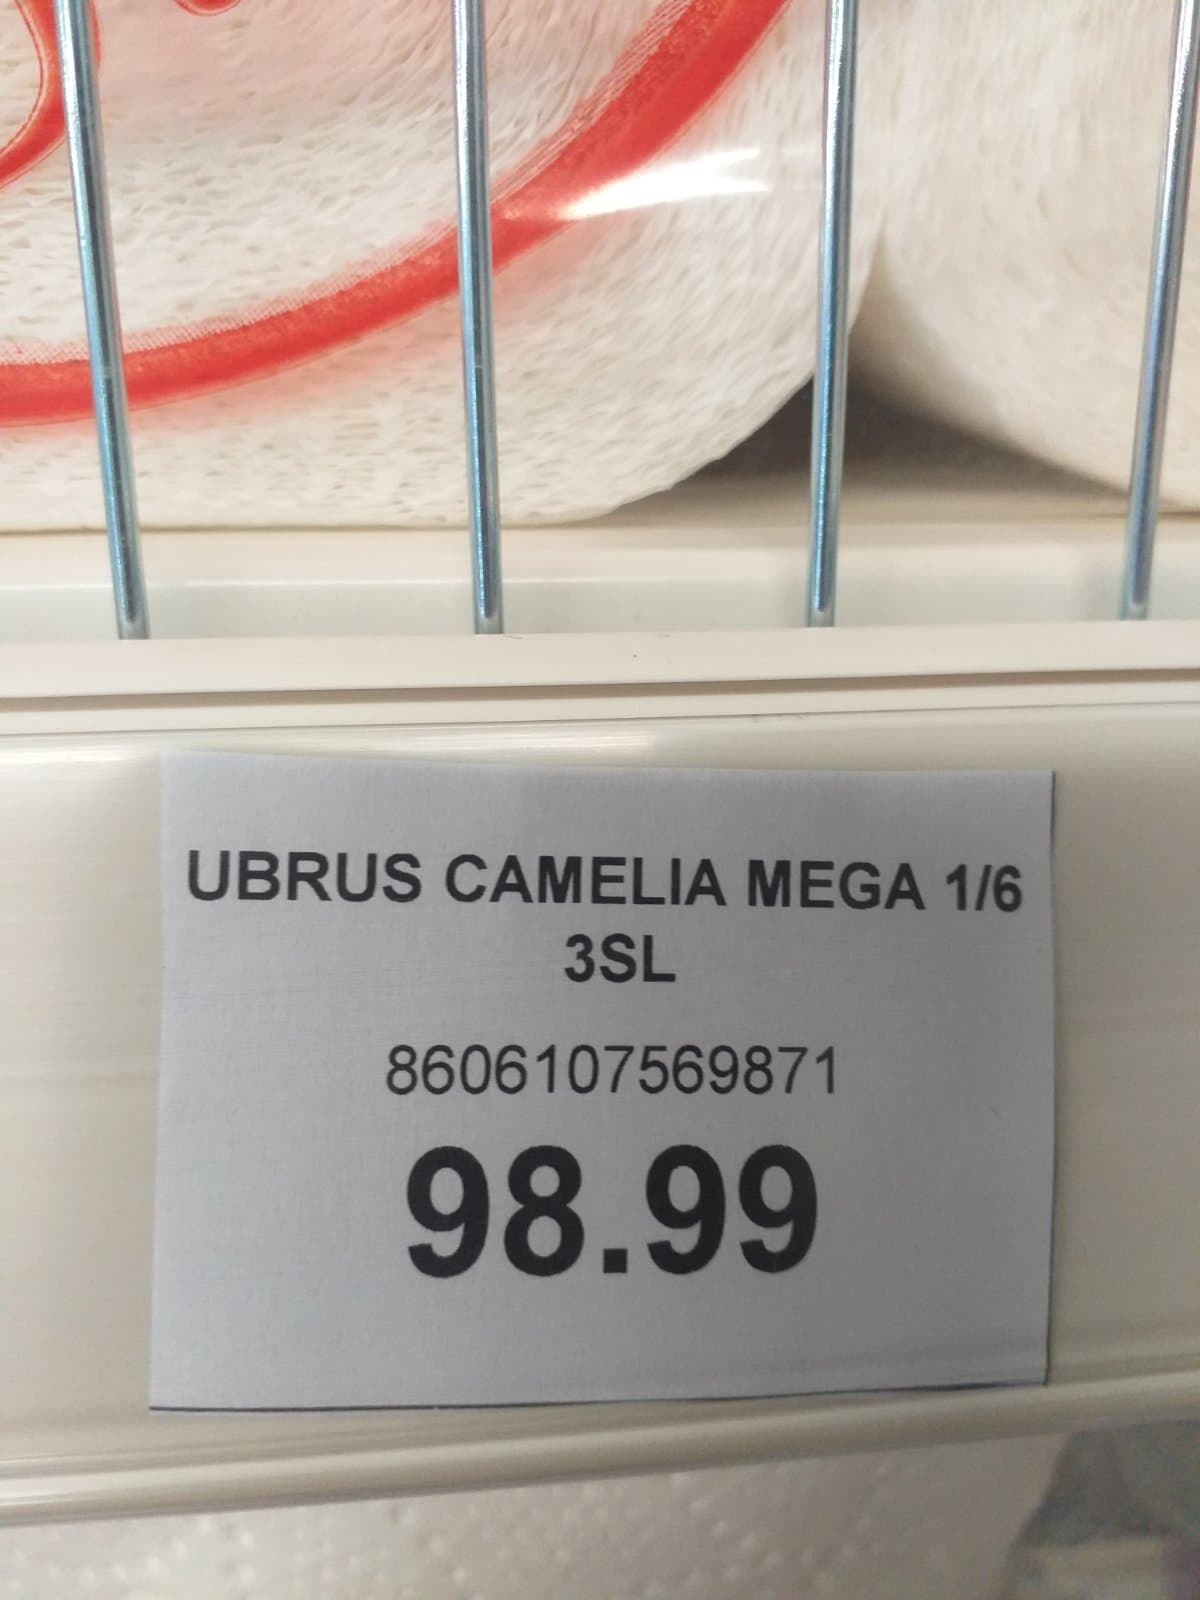 UBRUS CAMELIA MEGA 1/6
3SL
8606107569871
98.99